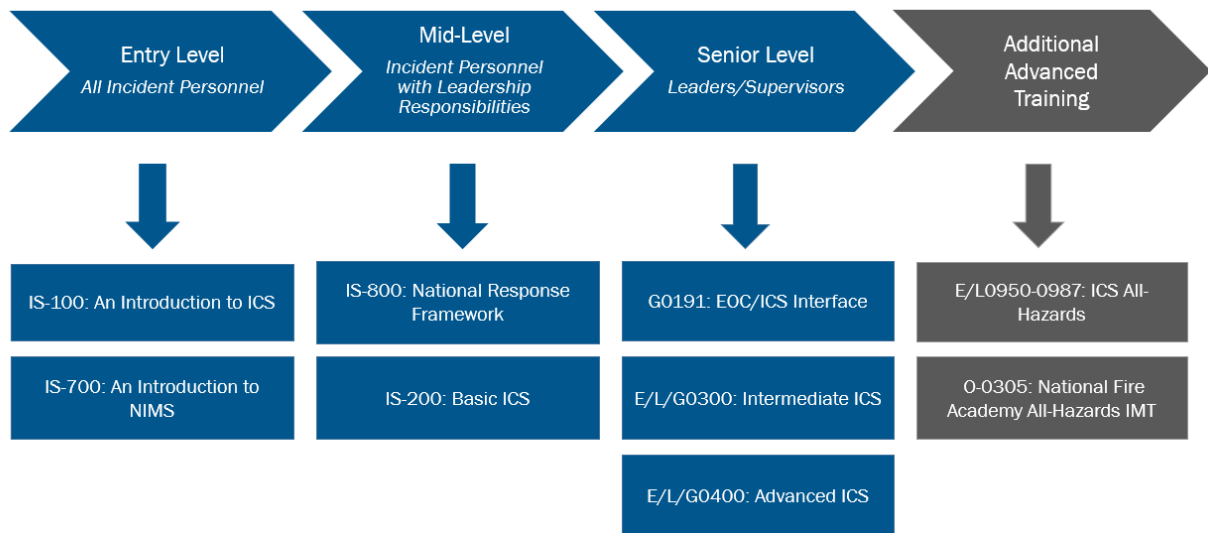 Entry Level
All Incident Personnel
Mid-Level
Incident Personnel
with Leadership
Responsibilities
Senior Level
Leaders/Supervisors
Additional
Advanced
Training
IS-100: An Introduction to ICS
IS-700: An Introduction to
NIMS
IS-800: National Response
Framework
IS-200: Basic ICS
G0191: EOC/ICS Interface
E/L/G0300: Intermediate ICS
E/L/G0400: Advanced ICS
E/L0950-0987: ICS All-
Hazards
O-0305: National Fire
Academy All-Hazards IMT